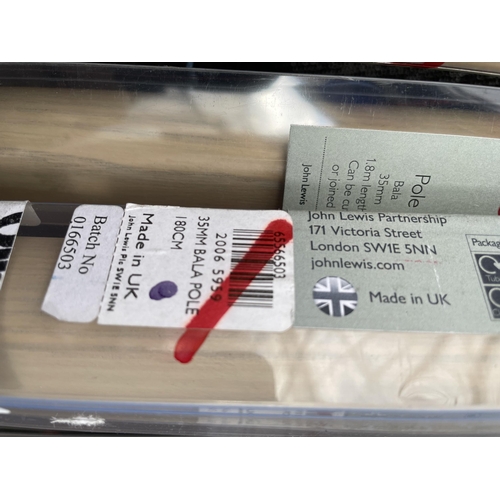 Batch No
0166503
Made in UK
John Lewis Plc SW1E 5NN
65566503
2006 5959
35MM BALA POLE
180CM
Pole
Bala
35mm
1.8m length
Can be cu
or joined
John Lewis
John Lewis Partnership
171 Victoria Street
London SW1E 5NN
johnlewis.com
Made in UK
Packag